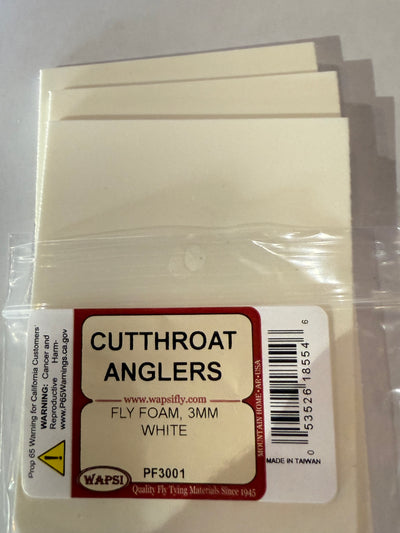 CUTTHROAT
ANGLERS
www.wapsifly.com
FLY FOAM, 3MM
WHITE
PF3001
WAPSI
Quality Fly Tying Materials Since 1945
MOUNTAIN HOME • AR • USA
Prop 65 Warning for California Customers
WARNING: Cancer and
Reproductive Harm-
www.P65Warnings.ca.gov
0 53526 18554 6
MADE IN TAIWAN